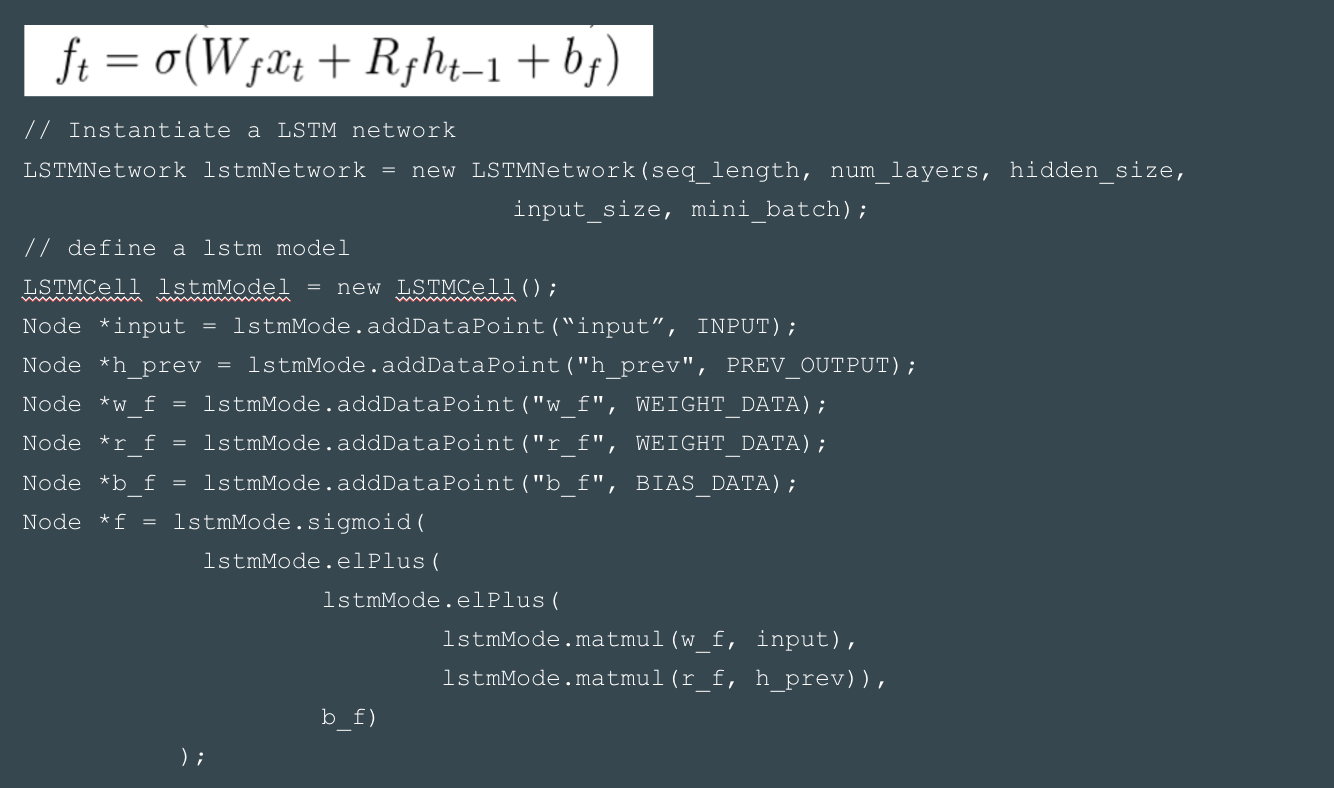 f_t = σ(W_f x_t + R_f h_{t−1} + b_f)
// Instantiate a LSTM network
LSTMNetwork lstmNetwork = new LSTMNetwork(seq_length, num_layers, hidden_size,
input_size, mini_batch);
// define a lstm model
LSTMCell lstmModel = new LSTMCell();
Node *input = lstmMode.addDataPoint(“input”, INPUT);
Node *h_prev = lstmMode.addDataPoint("h_prev", PREV_OUTPUT);
Node *w_f = lstmMode.addDataPoint("w_f", WEIGHT_DATA);
Node *r_f = lstmMode.addDataPoint("r_f", WEIGHT_DATA);
Node *b_f = lstmMode.addDataPoint("b_f", BIAS_DATA);
Node *f = lstmMode.sigmoid(
lstmMode.elPlus(
lstmMode.elPlus(
lstmMode.matmul(w_f, input),
lstmMode.matmul(r_f, h_prev)),
b_f)
);